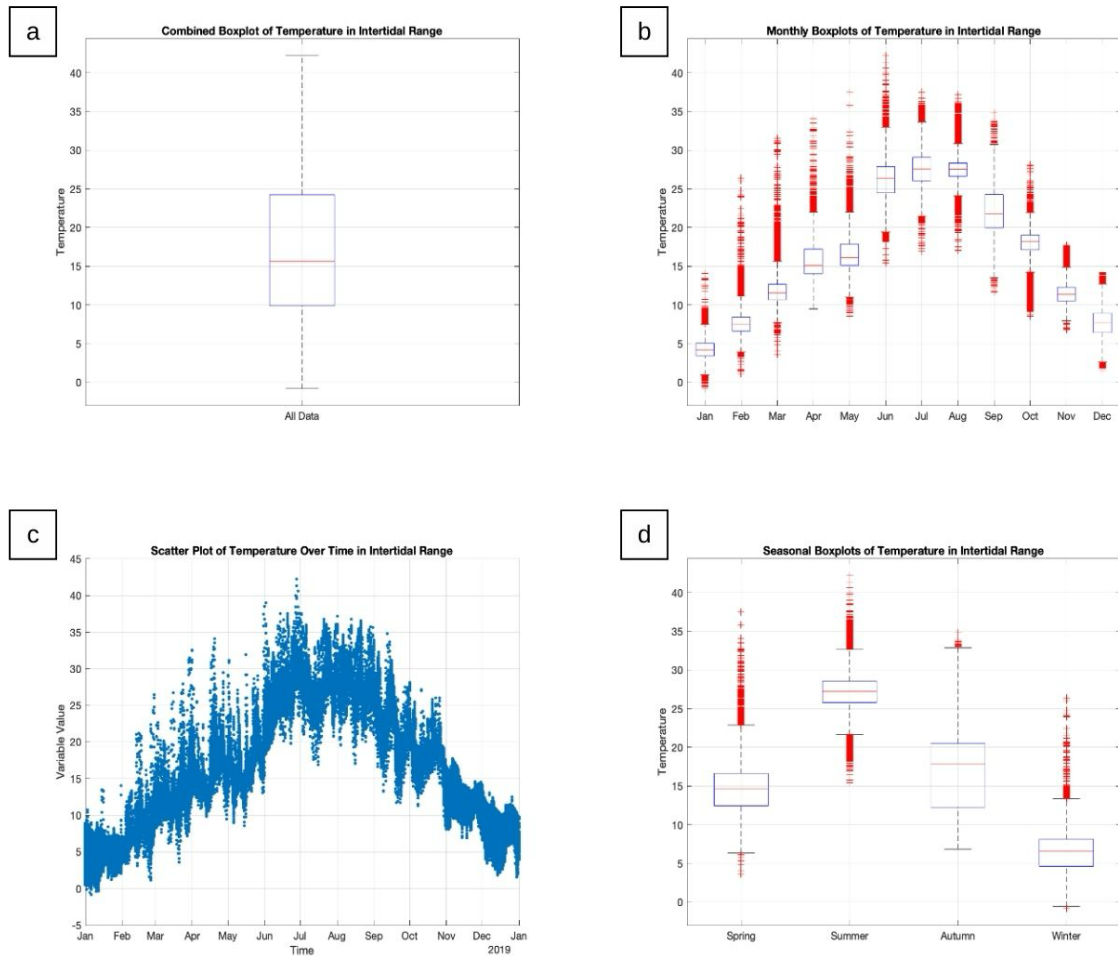 a
Combined Boxplot of Temperature in Intertidal Range
40
35
30
25
20
15
10
5
0
Temperature
All Data
b
Monthly Boxplots of Temperature in Intertidal Range
40
35
30
25
20
15
10
5
0
Temperature
Jan Feb Mar Apr May Jun Jul Aug Sep Oct Nov Dec
c
Scatter Plot of Temperature Over Time in Intertidal Range
45
40
35
30
25
20
15
10
5
0
-5
Variable Value
Jan Feb Mar Apr May Jun Jul Aug Sep Oct Nov Dec Jan
Time
2019
d
Seasonal Boxplots of Temperature in Intertidal Range
40
35
30
25
20
15
10
5
0
Temperature
Spring Summer Autumn Winter